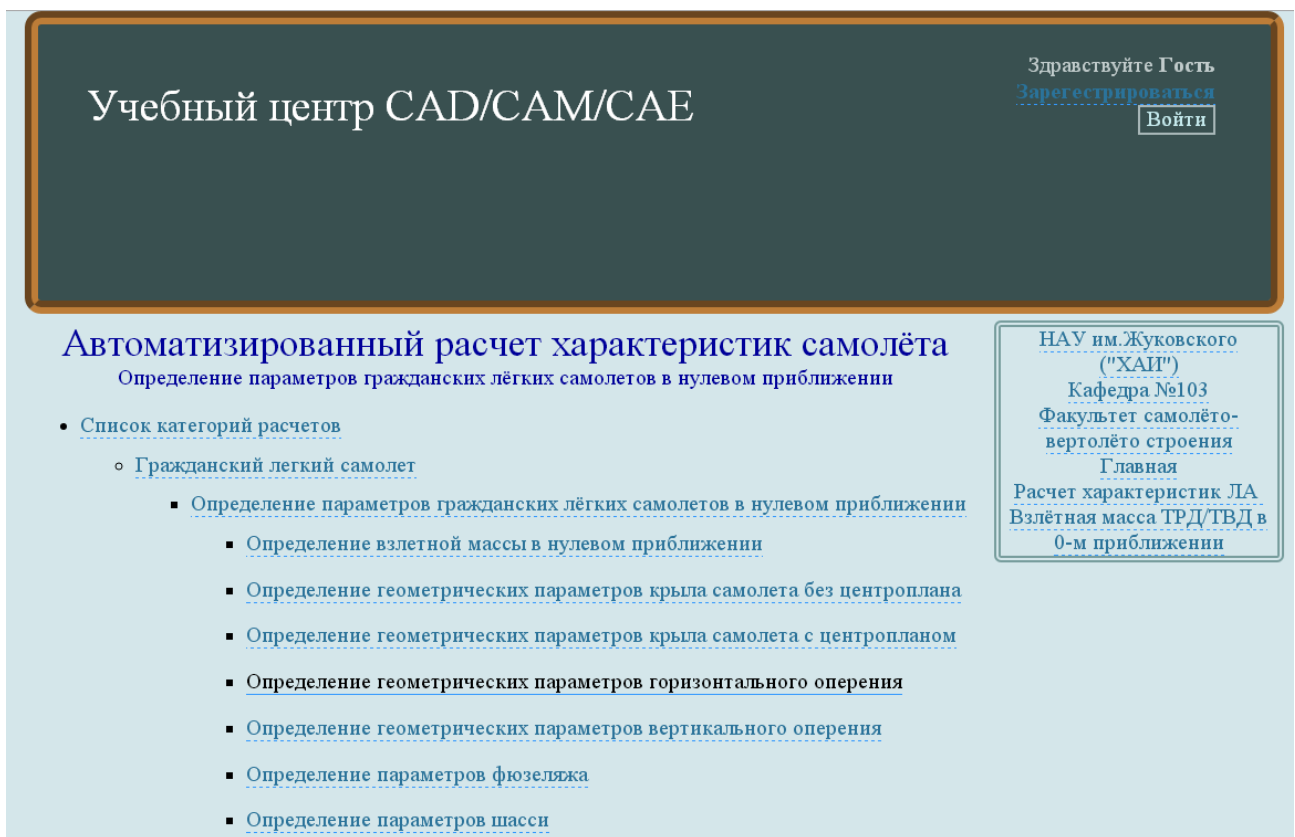 Здравствуйте Гость
Зарегестрироваться
Войти
Учебный центр CAD/CAM/CAE
Автоматизированный расчет характеристик самолёта
Определение параметров гражданских лёгких самолетов в нулевом приближении
Список категорий расчетов
Гражданский легкий самолет
Определение параметров гражданских лёгких самолетов в нулевом приближении
Определение взлетной массы в нулевом приближении
Определение геометрических параметров крыла самолета без центроплана
Определение геометрических параметров крыла самолета с центропланом
Определение геометрических параметров горизонтального оперения
Определение геометрических параметров вертикального оперения
Определение параметров фюзеляжа
Определение параметров шасси
НАУ им.Жуковского
("ХАИ")
Кафедра №103
Факультет самолёто-
вертолёто строения
Главная
Расчет характеристик ЛА
Взлётная масса ТРД/ТВД в
0-м приближении